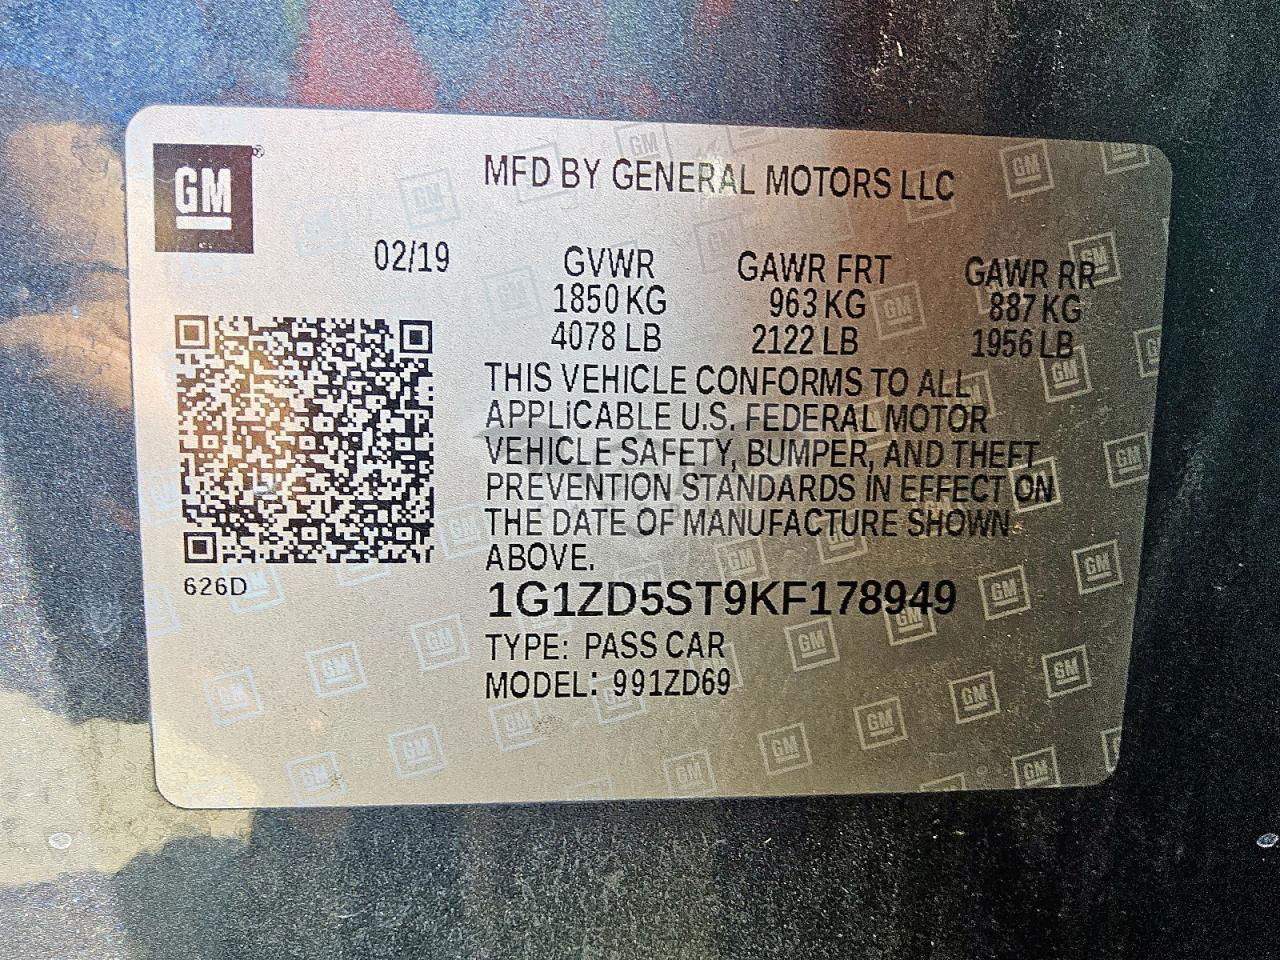 GM
MFD BY GENERAL MOTORS LLC
02/19
GVWR GAWR FRT GAWR RR
1850 KG 963 KG 887 KG
4078 LB 2122 LB 1956 LB
THIS VEHICLE CONFORMS TO ALL
APPLICABLE U.S. FEDERAL MOTOR
VEHICLE SAFETY, BUMPER, AND THEFT
PREVENTION STANDARDS IN EFFECT ON
THE DATE OF MANUFACTURE SHOWN
ABOVE.
626D
1G1ZD5ST9KF178949
TYPE: PASS CAR
MODEL: 991ZD69